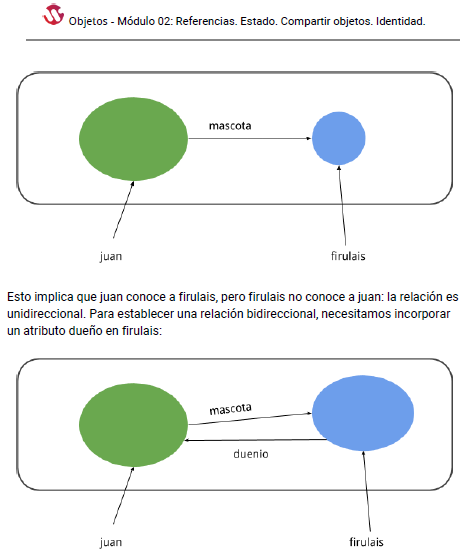 Objetos - Módulo 02: Referencias. Estado. Compartir objetos. Identidad.
mascota
juan
firulais
Esto implica que juan conoce a firulais, pero firulais no conoce a juan: la relación es
unidireccional. Para establecer una relación bidireccional, necesitamos incorporar
un atributo dueño en firulais:
mascota
duenio
juan
firulais